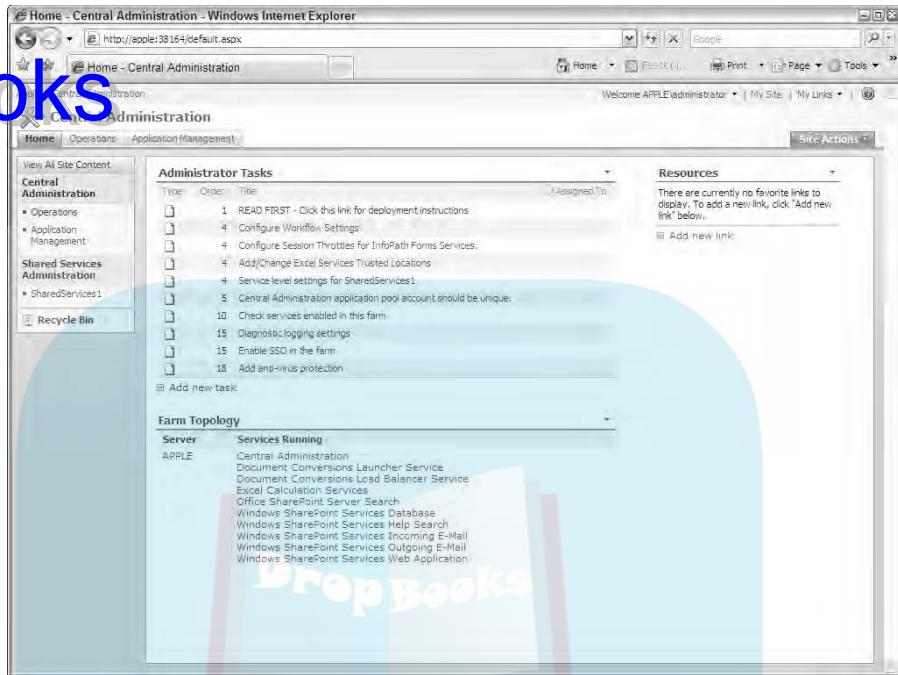 Home - Central Administration - Windows Internet Explorer
http://apple:38164/default.aspx
Google
Home - Central Administration
Home Print Page Tools
Central Administration
Welcome APPLE\administrator | My Site | My Links
Central Administration
Home Operations Application Management
Site Actions
oks
View All Site Content
Central Administration
Operations
Application Management
Shared Services Administration
SharedServices1
Recycle Bin
Administrator Tasks
Type Order Title Assigned To
1 READ FIRST - Click this link for deployment instructions
4 Configure Workflow Settings
4 Configure Session Throttles for InfoPath Forms Services.
4 Add/Change Excel Services Trusted Locations
4 Service level settings for SharedServices1
5 Central Administration application pool account should be unique.
10 Check services enabled in this farm
15 Diagnostic logging settings
15 Enable SSO in the farm
18 Add anti-virus protection
Add new task
Farm Topology
Server Services Running
APPLE Central Administration
Document Conversions Launcher Service
Document Conversions Load Balancer Service
Excel Calculation Services
Office SharePoint Server Search
Windows SharePoint Services Database
Windows SharePoint Services Help Search
Windows SharePoint Services Incoming E-Mail
Windows SharePoint Services Outgoing E-Mail
Windows SharePoint Services Web Application
Resources
There are currently no favorite links to
display. To add a new link, click "Add new
link" below.
Add new link
DropBooks